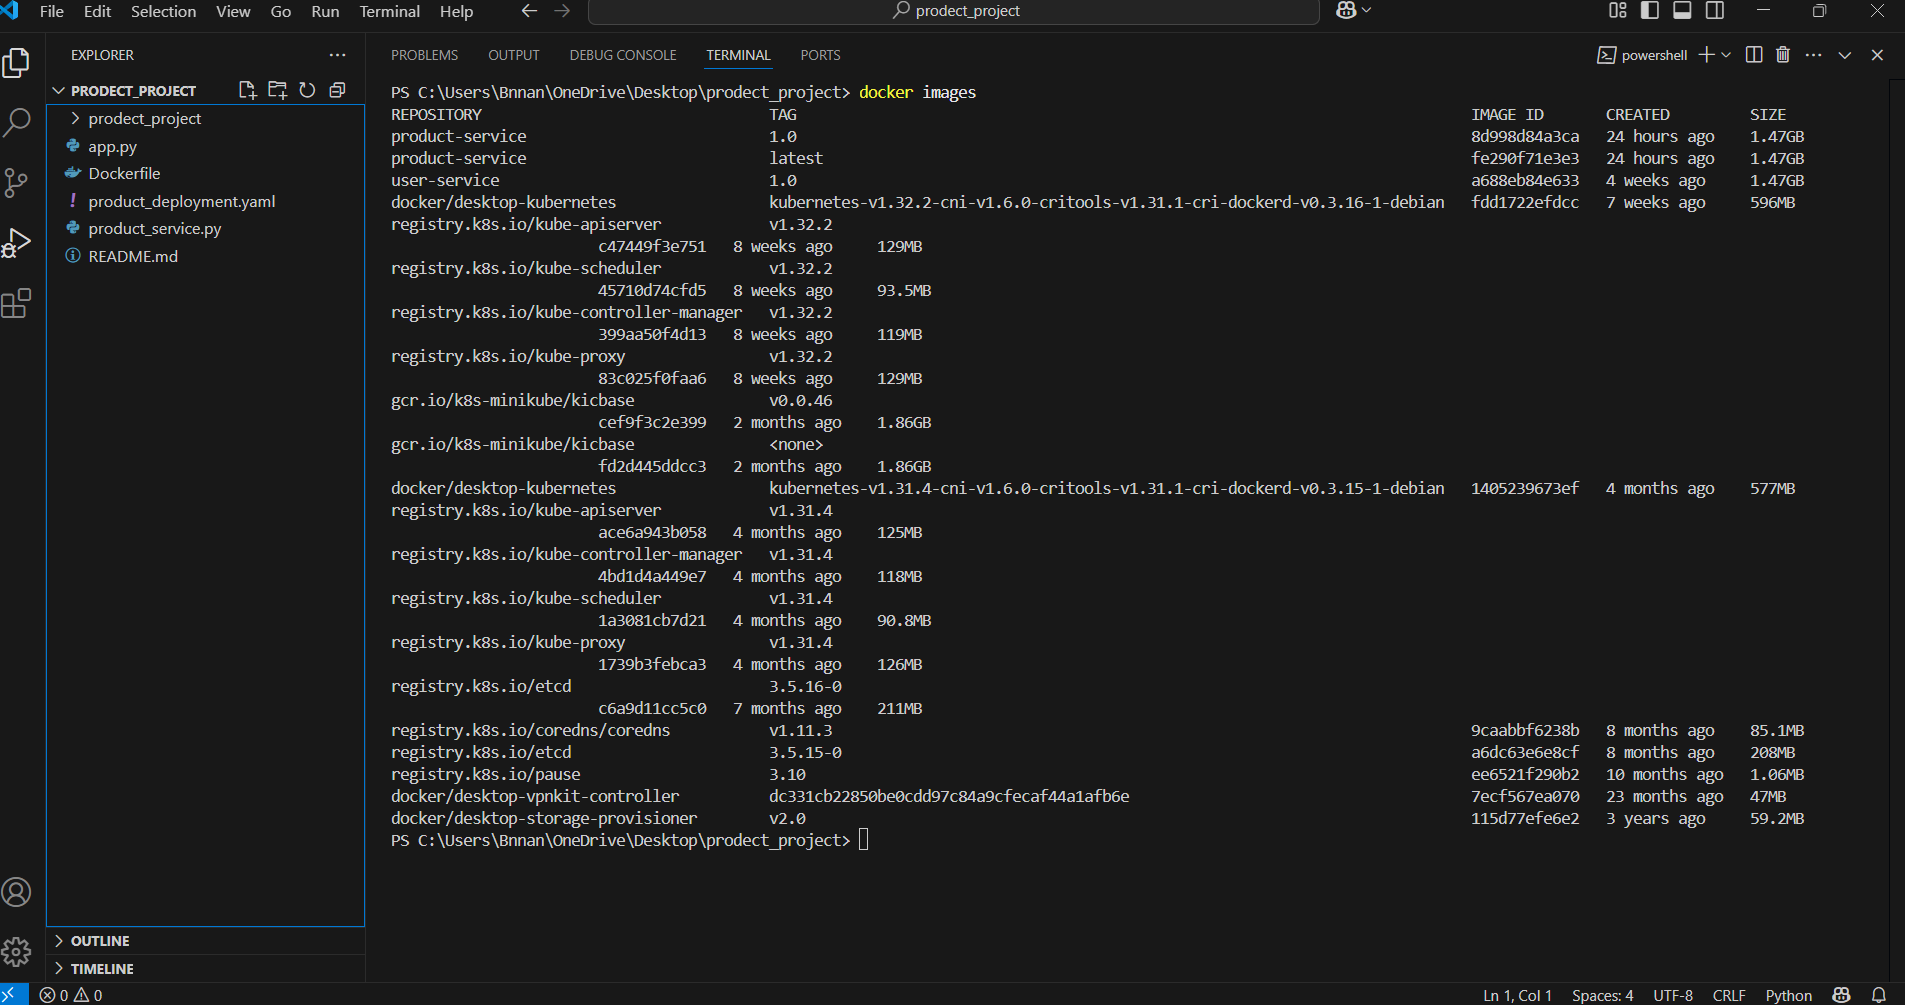 File Edit Selection View Go Run Terminal Help prodect_project
EXPLORER
PROBLEMS OUTPUT DEBUG CONSOLE TERMINAL PORTS powershell
PRODECT_PROJECT
prodect_project
app.py
Dockerfile
product_deployment.yaml
product_service.py
README.md
PS C:\Users\Bnnan\OneDrive\Desktop\prodect_project> docker images
REPOSITORY TAG IMAGE ID CREATED SIZE
product-service 1.0 8d998d84a3ca 24 hours ago 1.47GB
product-service latest fe290f71e3e3 24 hours ago 1.47GB
user-service 1.0 a688eb84e633 4 weeks ago 1.47GB
docker/desktop-kubernetes kubernetes-v1.32.2-cni-v1.6.0-critools-v1.31.1-cri-dockerd-v0.3.16-1-debian fdd1722efdcc 7 weeks ago 596MB
registry.k8s.io/kube-apiserver v1.32.2
c47449f3e751 8 weeks ago 129MB
registry.k8s.io/kube-scheduler v1.32.2
45710d74cfd5 8 weeks ago 93.5MB
registry.k8s.io/kube-controller-manager v1.32.2
399aa50f4d13 8 weeks ago 119MB
registry.k8s.io/kube-proxy v1.32.2
83c025f0faa6 8 weeks ago 129MB
gcr.io/k8s-minikube/kicbase v0.0.46
cef9f3c2e399 2 months ago 1.86GB
gcr.io/k8s-minikube/kicbase <none>
fd2d445ddcc3 2 months ago 1.86GB
docker/desktop-kubernetes kubernetes-v1.31.4-cni-v1.6.0-critools-v1.31.1-cri-dockerd-v0.3.15-1-debian 1405239673ef 4 months ago 577MB
registry.k8s.io/kube-apiserver v1.31.4
ace6a943b058 4 months ago 125MB
registry.k8s.io/kube-controller-manager v1.31.4
4bd1d4a449e7 4 months ago 118MB
registry.k8s.io/kube-scheduler v1.31.4
1a3081cb7d21 4 months ago 90.8MB
registry.k8s.io/kube-proxy v1.31.4
1739b3febca3 4 months ago 126MB
registry.k8s.io/etcd 3.5.16-0
c6a9d11cc5c0 7 months ago 211MB
registry.k8s.io/coredns/coredns v1.11.3 9caabbf6238b 8 months ago 85.1MB
registry.k8s.io/etcd 3.5.15-0 a6dc63e6e8cf 8 months ago 208MB
registry.k8s.io/pause 3.10 ee6521f290b2 10 months ago 1.06MB
docker/desktop-vpnkit-controller dc331cb22850be0cdd97c84a9cfecaf44a1afb6e 7ecf567ea070 23 months ago 47MB
docker/desktop-storage-provisioner v2.0 115d77efe6e2 3 years ago 59.2MB
PS C:\Users\Bnnan\OneDrive\Desktop\prodect_project>
OUTLINE
TIMELINE
0 0 Ln 1, Col 1 Spaces: 4 UTF-8 CRLF Python